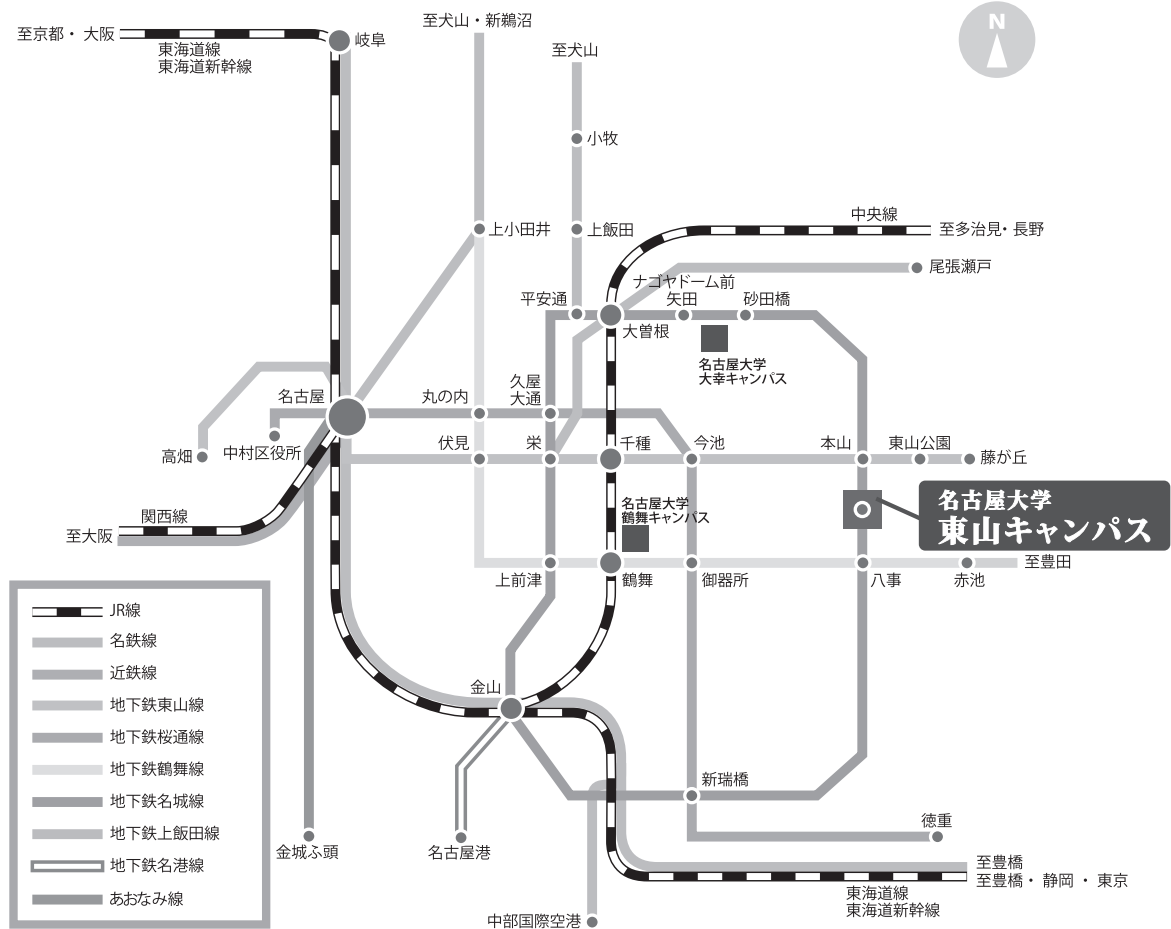 至犬山・新鵜沼
N
至京都・大阪
岐阜
東海道線
東海道新幹線
至犬山
小牧
上小田井
上飯田
中央線
至多治見・長野
尾張瀬戸
ナゴヤドーム前
矢田
砂田橋
平安通
大曽根
名古屋大学
大幸キャンパス
名古屋
丸の内
久屋
大通
高畑
中村区役所
伏見
栄
千種
今池
本山
東山公園
藤が丘
名古屋大学
鶴舞キャンパス
名古屋大学
東山キャンパス
関西線
至大阪
上前津
鶴舞
御器所
八事
赤池
至豊田
JR線
名鉄線
近鉄線
地下鉄東山線
地下鉄桜通線
地下鉄鶴舞線
地下鉄名城線
地下鉄上飯田線
地下鉄名港線
あおなみ線
金山
新瑞橋
徳重
金城ふ頭
名古屋港
至豊橋
至豊橋・静岡・東京
東海道線
東海道新幹線
中部国際空港